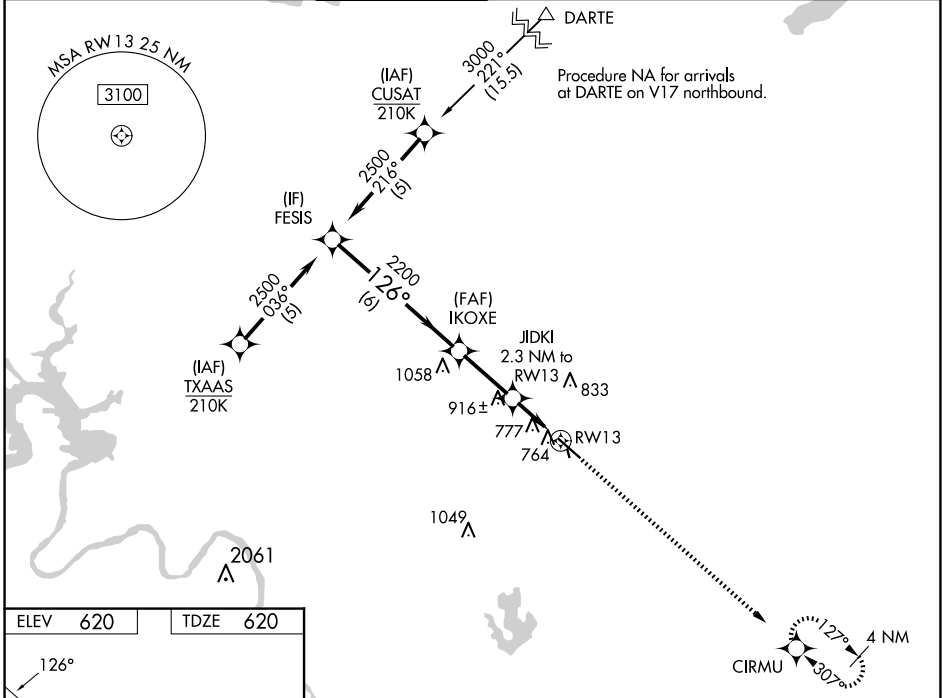 MSA RW13 25 NM
3100
DARTE
3000
221°
(15.5)
Procedure NA for arrivals
at DARTE on V17 northbound.
(IAF)
CUSAT
210K
2500
216°
(5)
(IF)
FESIS
2500
036°
(5)
(IAF)
TXAAS
210K
2200
126°
(6)
(FAF)
IKOXE
1058
JIDKI
2.3 NM to
RW13
833
916±
777
764
RW13
1049
2061
ELEV 620
TDZE 620
126°
127°
4 NM
307°
CIRMU